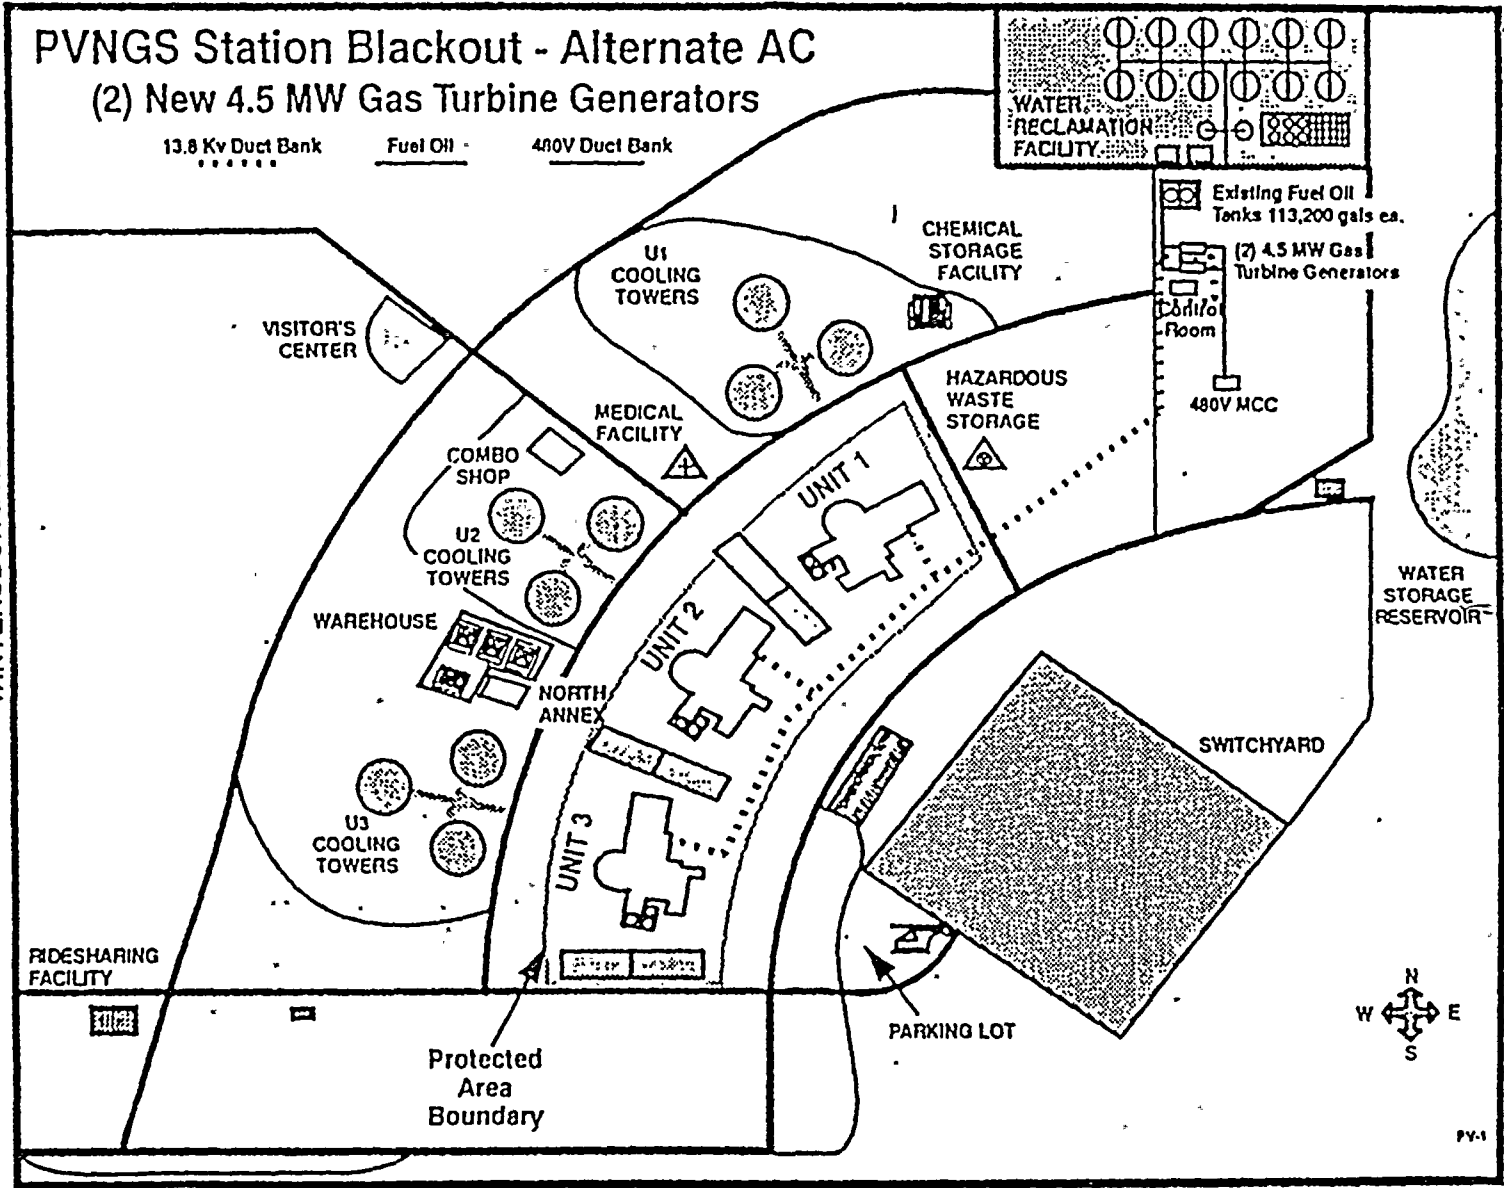 PVNGS Station Blackout - Alternate AC
(2) New 4.5 MW Gas Turbine Generators
13.8 Kv Duct Bank
Fuel Oil
480V Duct Bank
WATER
RECLAMATION
FACILITY
Existing Fuel Oil
Tanks 113,200 gals ea.
(2) 4.5 MW Gas
Turbine Generators
Control
Room
480V MCC
CHEMICAL
STORAGE
FACILITY
U1
COOLING
TOWERS
VISITOR'S
CENTER
HAZARDOUS
WASTE
STORAGE
MEDICAL
FACILITY
COMBO
SHOP
UNIT 1
U2
COOLING
TOWERS
WATER
STORAGE
RESERVOIR
WAREHOUSE
UNIT 2
NORTH
ANNEX
SWITCHYARD
U3
COOLING
TOWERS
UNIT 3
RIDESHARING
FACILITY
PARKING LOT
N
W E
S
Protected
Area
Boundary
PV-1